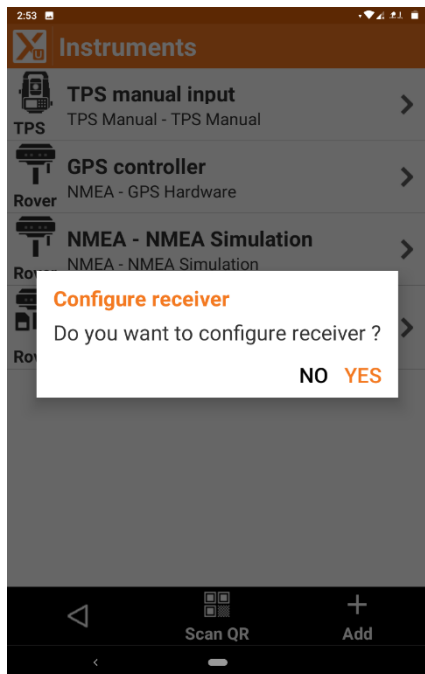 2:53
Instruments
TPS manual input
TPS Manual - TPS Manual
TPS
GPS controller
NMEA - GPS Hardware
Rover
NMEA - NMEA Simulation
NMEA - NMEA Simulation
Configure receiver
Do you want to configure receiver ?
NO YES
Scan QR
Add